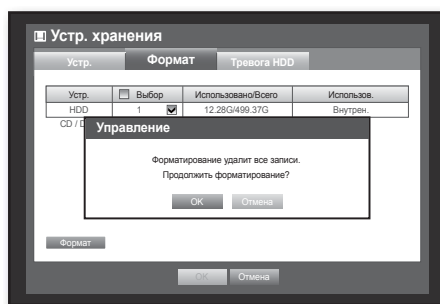 Устр. хранения
Устр. Формат Тревога HDD
Устр. Выбор Использовано/Всего Использов.
HDD 1 12.28G/499.37G Внутрен.
CD /
Управление
Форматирование удалит все записи.
Продолжить форматирование?
OK Отмена
Формат
OK Отмена